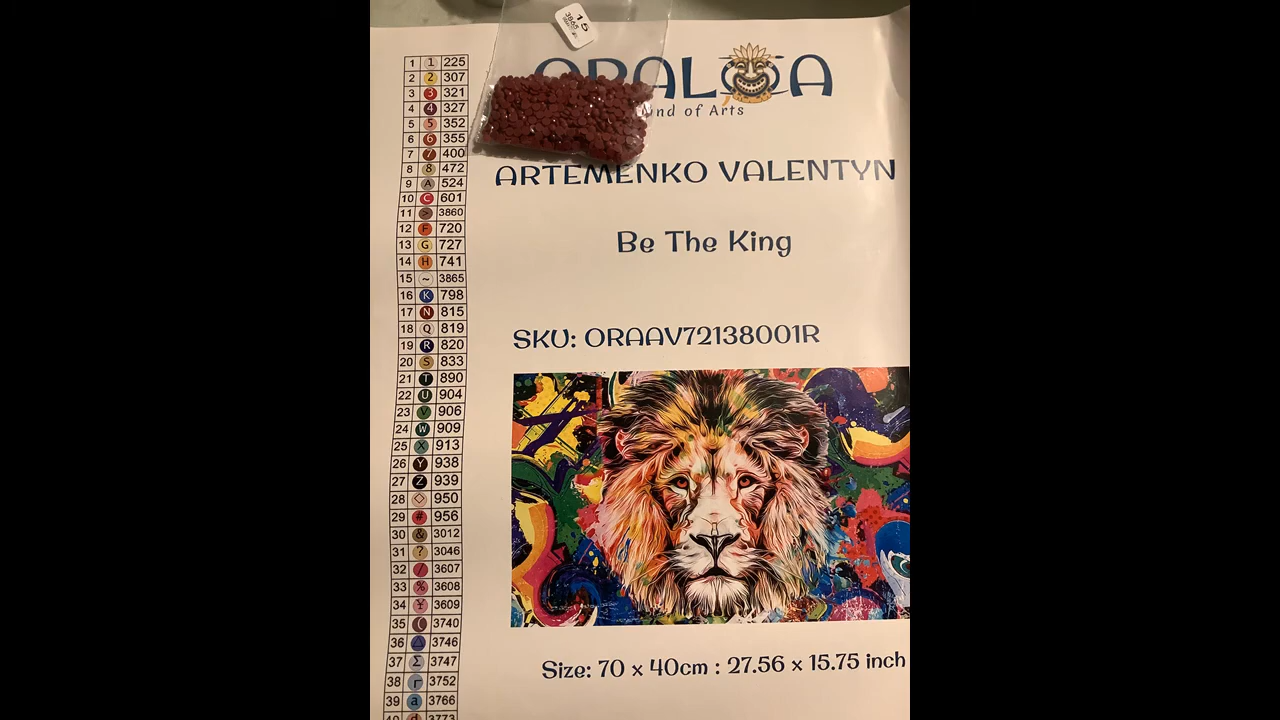 15
3865
ORALOA
Land of Arts
ARTEMENKO VALENTYN
Be The King
SKU: ORAAV72138001R
Size: 70 x 40cm : 27.56 x 15.75 inch
1 1 225
2 2 307
3 3 321
4 4 327
5 5 352
6 6 355
7 7 400
8 8 472
9 A 524
10 C 601
11 > 3860
12 F 720
13 G 727
14 H 741
15 ~ 3865
16 K 798
17 N 815
18 Q 819
19 R 820
20 S 833
21 T 890
22 U 904
23 V 906
24 W 909
25 X 913
26 Y 938
27 Z 939
28 ◇ 950
29 # 956
30 & 3012
31 ? 3046
32 / 3607
33 % 3608
34 ¥ 3609
35 ( 3740
36 △ 3746
37 Σ 3747
38 ┌ 3752
39 a 3766
40 d 3773